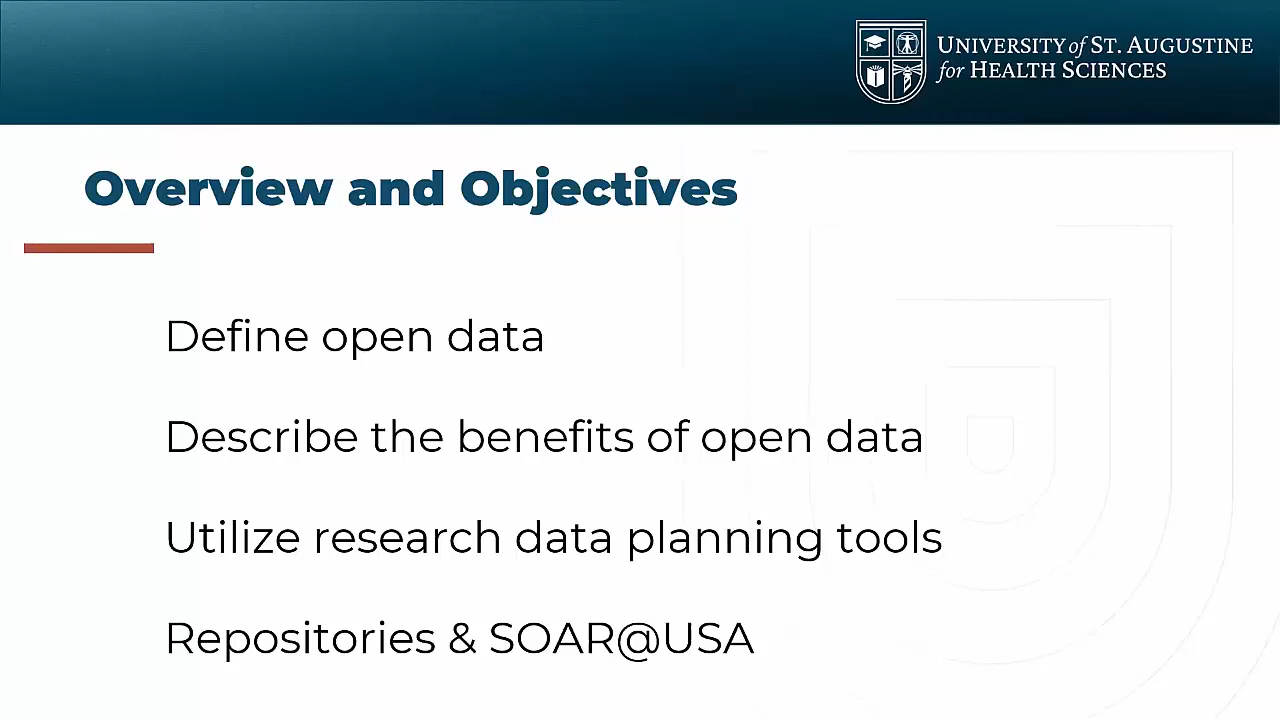 UNIVERSITY of ST. AUGUSTINE
for HEALTH SCIENCES
Overview and Objectives
Define open data
Describe the benefits of open data
Utilize research data planning tools
Repositories & SOAR@USA